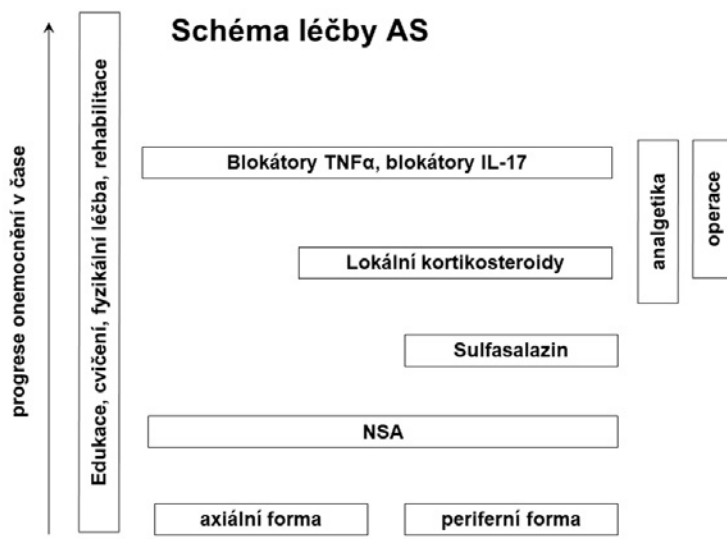 Schéma léčby AS
progrese onemocnění v čase
Edukace, cvičení, fyzikální léčba, rehabilitace
Blokátory TNFα, blokátory IL-17
Lokální kortikosteroidy
Sulfasalazin
NSA
axiální forma
periferní forma
analgetika
operace